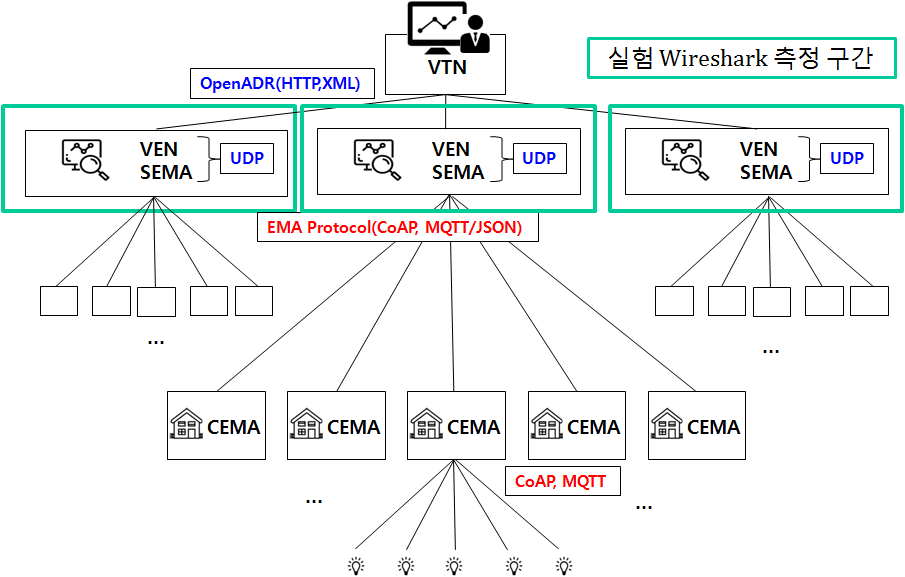 VTN
실험 Wireshark 측정 구간
OpenADR(HTTP,XML)
VEN
SEMA
UDP
VEN
SEMA
UDP
VEN
SEMA
UDP
EMA Protocol(CoAP, MQTT/JSON)
...
...
CEMA
CEMA
CEMA
CEMA
CEMA
CoAP, MQTT
...
...